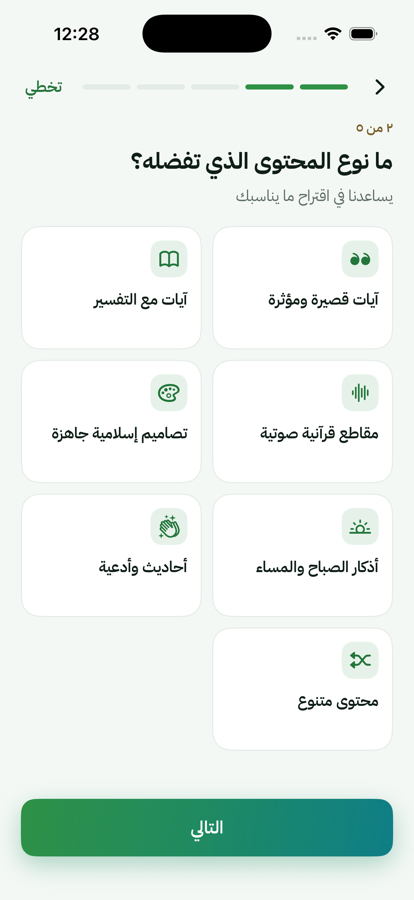 12:28
تخطي
٢ من ٥
ما نوع المحتوى الذي تفضله؟
يساعدنا في اقتراح ما يناسبك
آيات قصيرة ومؤثرة
آيات مع التفسير
مقاطع قرآنية صوتية
تصاميم إسلامية جاهزة
أذكار الصباح والمساء
أحاديث وأدعية
محتوى متنوع
التالي